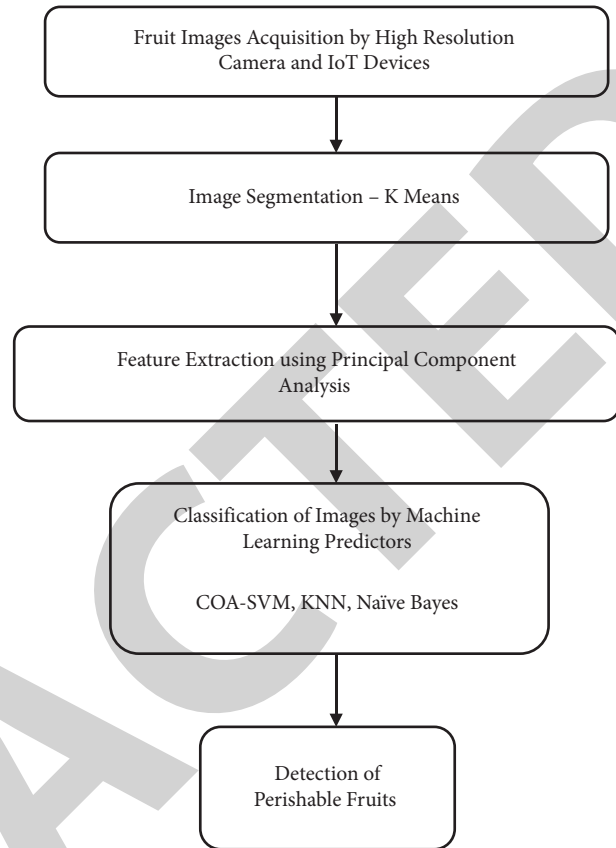 Fruit Images Acquisition by High Resolution
Camera and IoT Devices
Image Segmentation – K Means
Feature Extraction using Principal Component
Analysis
Classification of Images by Machine
Learning Predictors
COA-SVM, KNN, Naïve Bayes
Detection of
Perishable Fruits
ACTED